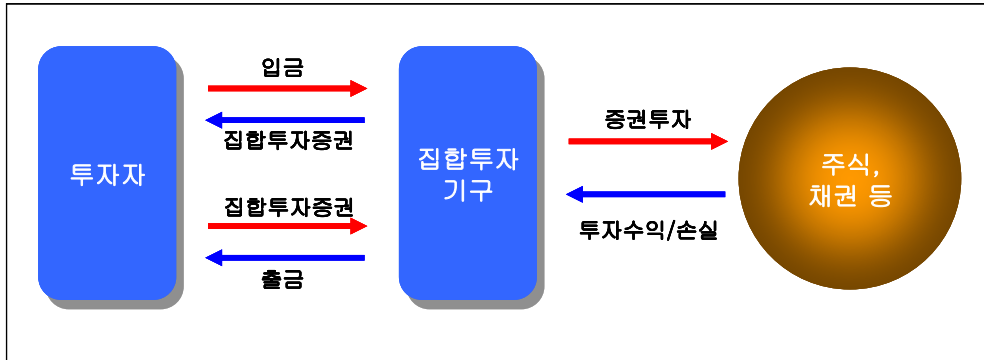 입금
집합투자증권
투자자
집합투자증권
출금
집합투자
기구
증권투자
투자수익/손실
주식,
채권 등